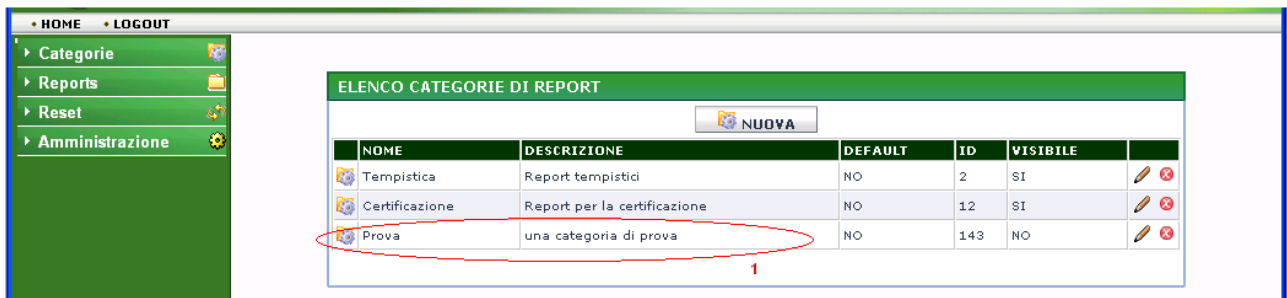 HOME LOGOUT
Categorie
Reports
Reset
Amministrazione
ELENCO CATEGORIE DI REPORT
NUOVA
NOME DESCRIZIONE DEFAULT ID VISIBILE
Tempistica Report tempistici NO 2 SI
Certificazione Report per la certificazione NO 12 SI
Prova una categoria di prova NO 143 NO
1